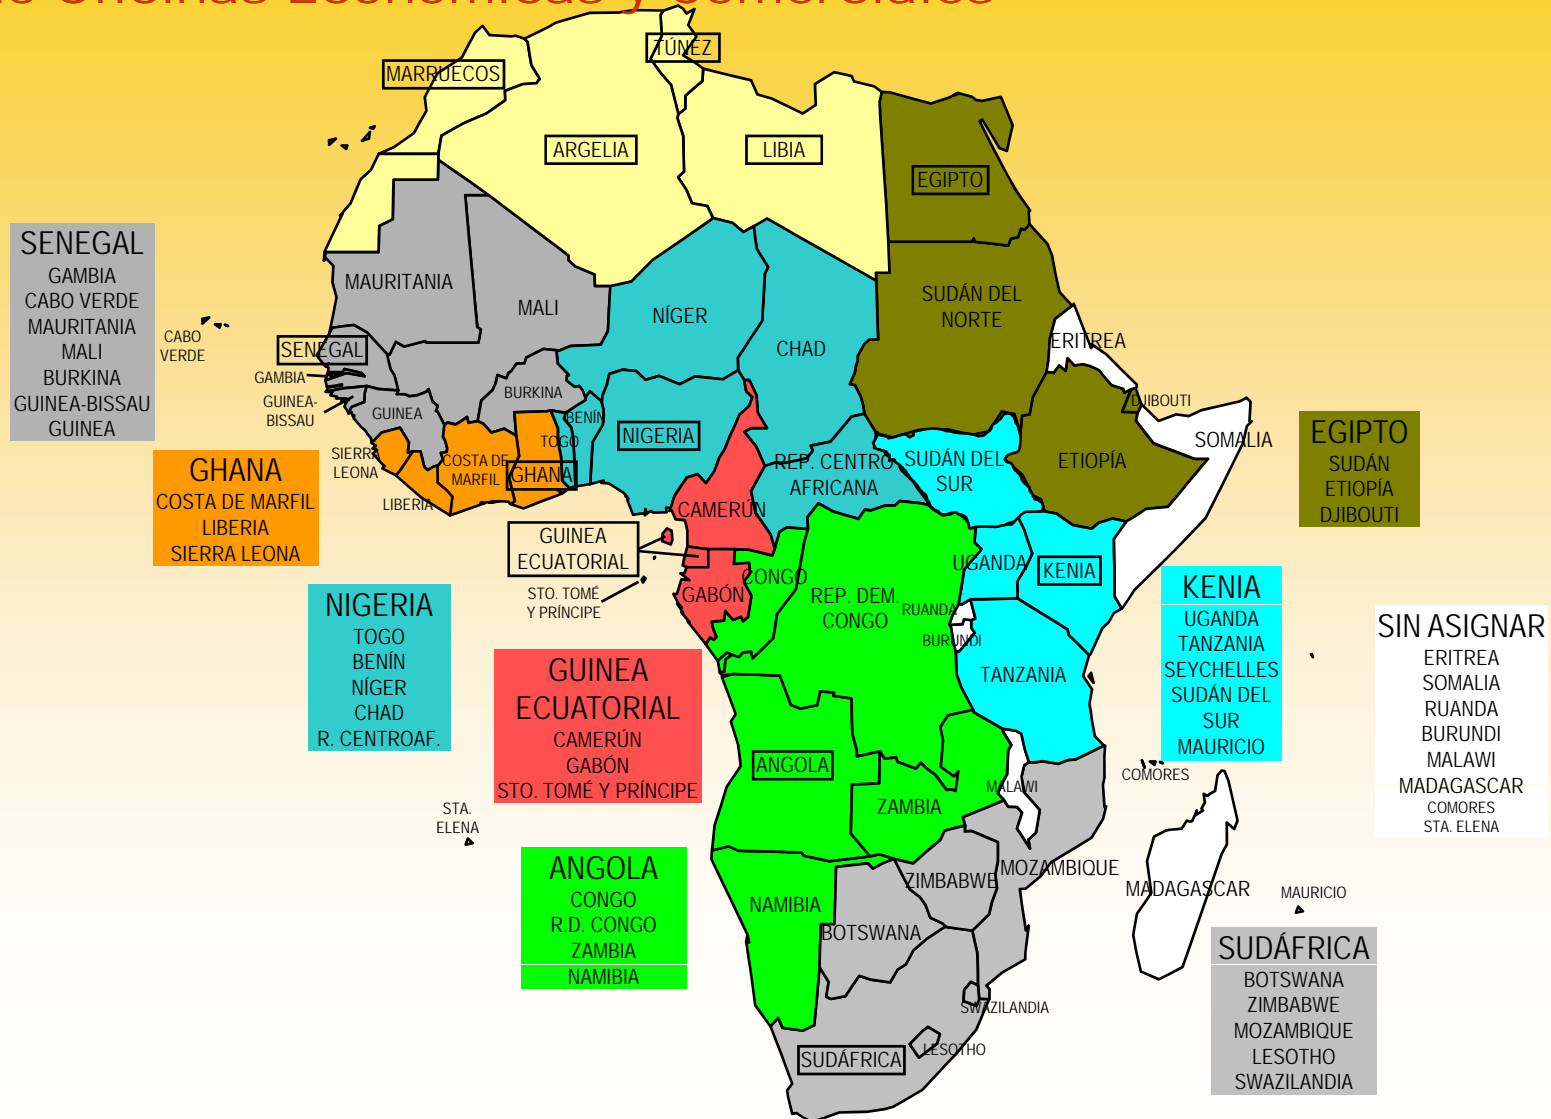 Oficinas Económicas y Comerciales
TÚNEZ
MARRUECOS
ARGELIA
LIBIA
EGIPTO
SENEGAL
GAMBIA
CABO VERDE
MAURITANIA
MALI
BURKINA
GUINEA-BISSAU
GUINEA
MAURITANIA
MALI
NÍGER
CHAD
SUDÁN DEL
NORTE
ERITREA
CABO
VERDE
SENEGAL
GAMBIA
GUINEA-
BISSAU
GUINEA
BURKINA
BENÍN
TOGO
NIGERIA
DJIBOUTI
SOMALIA
ETIOPÍA
SIERRA
LEONA
LIBERIA
COSTA DE
MARFIL
GHANA
REP. CENTRO
AFRICANA
SUDÁN DEL
SUR
CAMERÚN
EGIPTO
SUDÁN
ETIOPÍA
DJIBOUTI
GHANA
COSTA DE MARFIL
LIBERIA
SIERRA LEONA
GUINEA
ECUATORIAL
STO. TOMÉ
Y PRÍNCIPE
GABÓN
CONGO
REP. DEM.
CONGO
UGANDA
KENIA
RUANDA
BURUNDI
TANZANIA
NIGERIA
TOGO
BENÍN
NÍGER
CHAD
R. CENTROAF.
KENIA
UGANDA
TANZANIA
SEYCHELLES
SUDÁN DEL
SUR
MAURICIO
SIN ASIGNAR
ERITREA
SOMALIA
RUANDA
BURUNDI
MALAWI
MADAGASCAR
COMORES
STA. ELENA
GUINEA
ECUATORIAL
CAMERÚN
GABÓN
STO. TOMÉ Y PRÍNCIPE
STA.
ELENA
ANGOLA
ZAMBIA
MALAWI
COMORES
MOZAMBIQUE
ZIMBABWE
NAMIBIA
BOTSWANA
MADAGASCAR
MAURICIO
ANGOLA
CONGO
R.D. CONGO
ZAMBIA
NAMIBIA
SWAZILANDIA
LESOTHO
SUDÁFRICA
SUDÁFRICA
BOTSWANA
ZIMBABWE
MOZAMBIQUE
LESOTHO
SWAZILANDIA